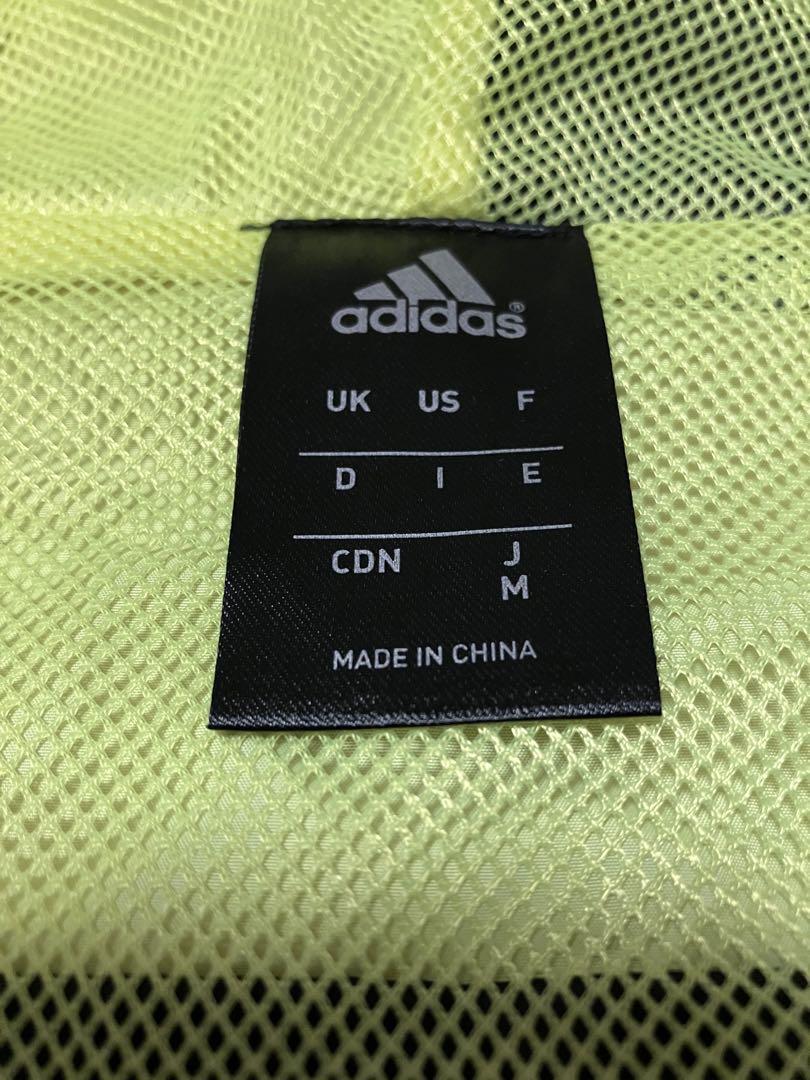 adidas®
UK US F
D I E
CDN J
M
MADE IN CHINA